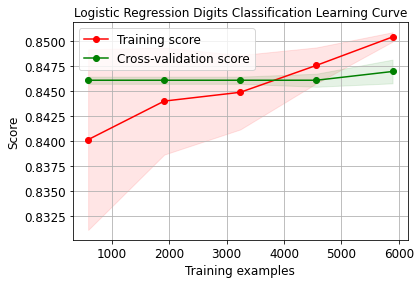 Logistic Regression Digits Classification Learning Curve
Training score
Cross-validation score
0.8500
0.8475
0.8450
0.8425
0.8400
0.8375
0.8350
0.8325
Score
1000 2000 3000 4000 5000 6000
Training examples